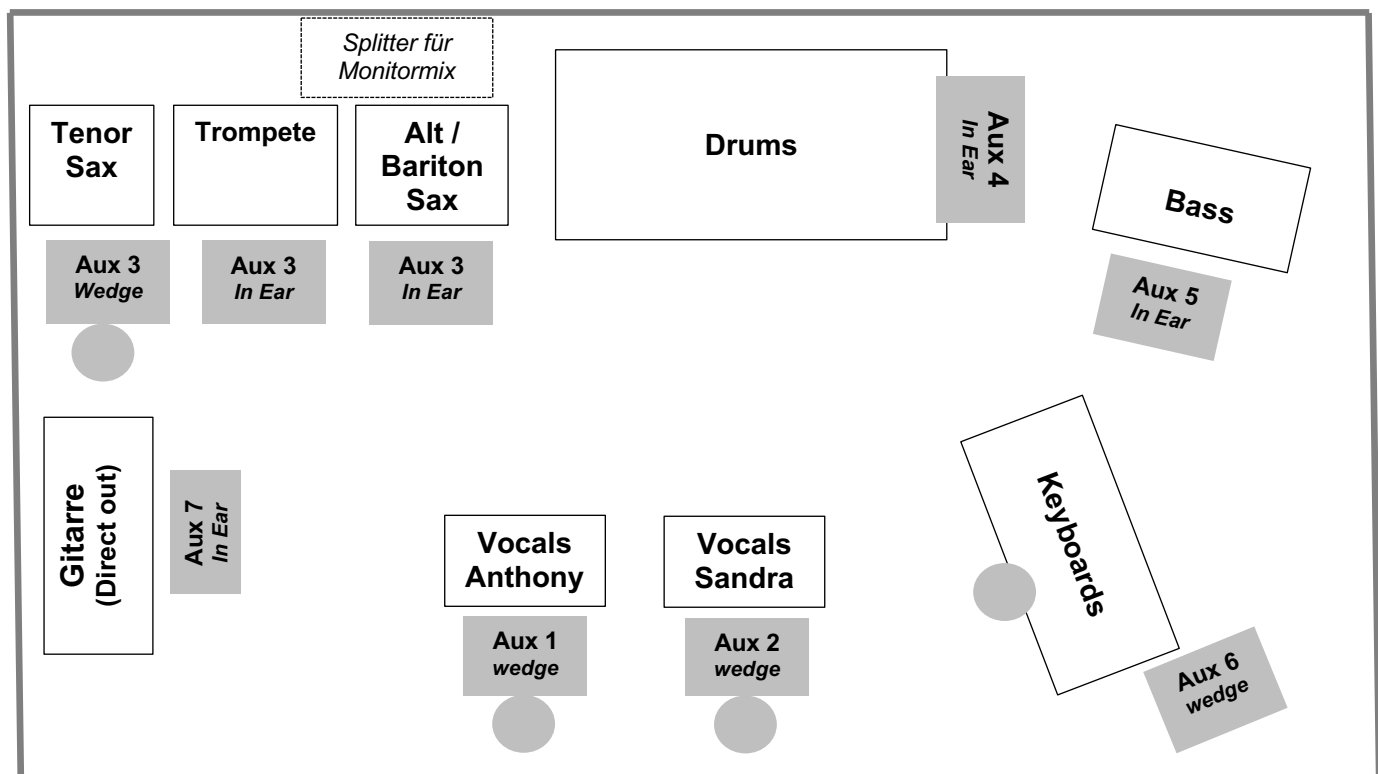 Splitter für
Monitormix
Tenor
Sax
Trompete
Alt /
Bariton
Sax
Drums
Aux 4
In Ear
Bass
Aux 3
Wedge
Aux 3
In Ear
Aux 3
In Ear
Aux 5
In Ear
Gitarre
(Direct out)
Aux 7
In Ear
Vocals
Anthony
Vocals
Sandra
Keyboards
Aux 1
wedge
Aux 2
wedge
Aux 6
wedge